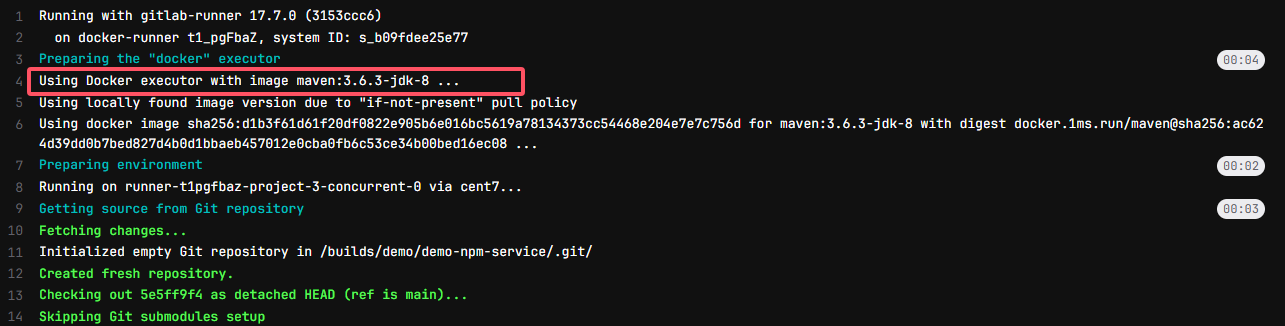 1 Running with gitlab-runner 17.7.0 (3153ccc6)
2 on docker-runner t1_pgFbaZ, system ID: s_b09fdee25e77
3 Preparing the "docker" executor 00:04
4 Using Docker executor with image maven:3.6.3-jdk-8 ...
5 Using locally found image version due to "if-not-present" pull policy
6 Using docker image sha256:d1b3f61d61f20df0822e905b6e016bc5619a78134373cc54468e204e7e7c756d for maven:3.6.3-jdk-8 with digest docker.1ms.run/maven@sha256:ac62
4d39dd0b7bed827d4b0d1bbaeb457012e0cba0fb6c53ce34b00bed16ec08 ...
7 Preparing environment 00:02
8 Running on runner-t1pgfbaz-project-3-concurrent-0 via cent7...
9 Getting source from Git repository 00:03
10 Fetching changes...
11 Initialized empty Git repository in /builds/demo/demo-npm-service/.git/
12 Created fresh repository.
13 Checking out 5e5ff9f4 as detached HEAD (ref is main)...
14 Skipping Git submodules setup